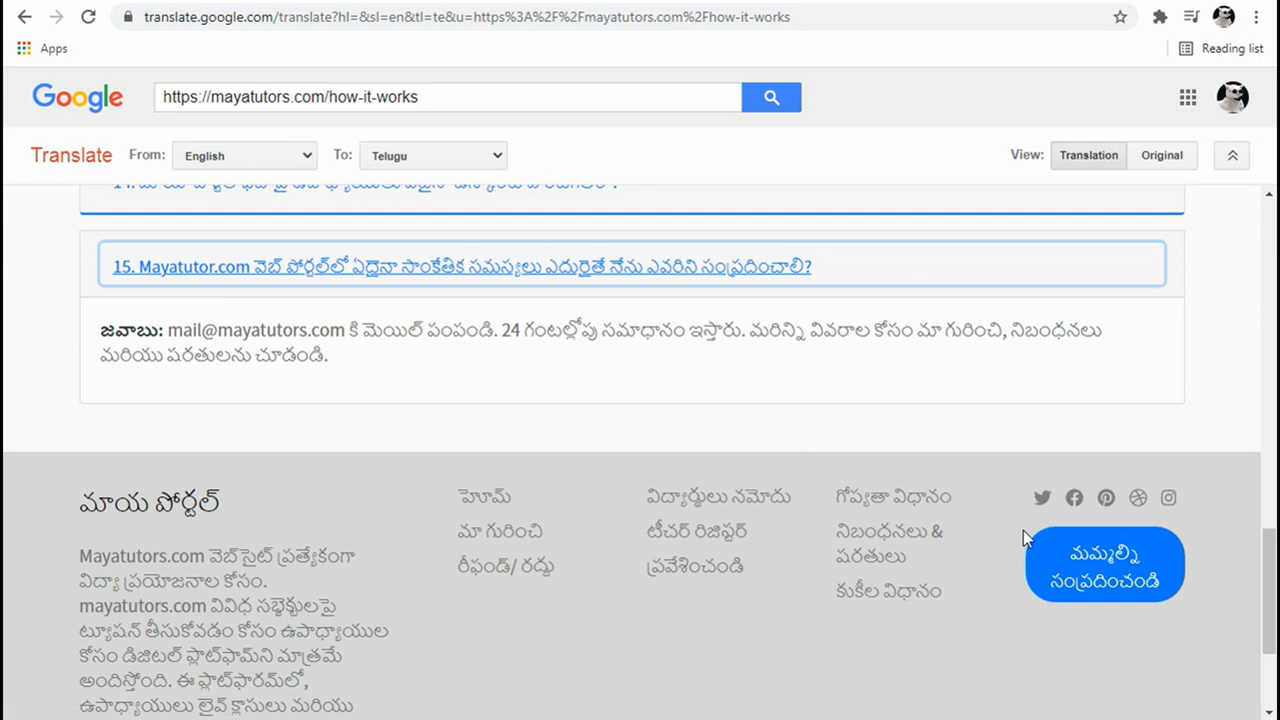 translate.google.com/translate?hl=&sl=en&tl=te&u=https%3A%2F%2Fmayatutors.com%2Fhow-it-works
Apps
Reading list
Google
https://mayatutors.com/how-it-works
Translate From: English To: Telugu View: Translation Original
15. Mayatutor.com వెబ్ పోర్టల్‌లో ఏదైనా సాంకేతిక సమస్యలు ఎదురైతే నేను ఎవరిని సంప్రదించాలి?
జవాబు: mail@mayatutors.com కి మెయిల్ పంపండి. 24 గంటల్లోపు సమాధానం ఇస్తారు. మరిన్ని వివరాల కోసం మా గురించి, నిబంధనలు
మరియు షరతులను చూడండి.
మాయ పోర్టల్
Mayatutors.com వెబ్‌సైట్ ప్రత్యేకంగా
విద్యా ప్రయోజనాల కోసం.
mayatutors.com వివిధ సబ్జెక్టులపై
ట్యూషన్ తీసుకోవడం కోసం ఉపాధ్యాయుల
కోసం డిజిటల్ ప్లాట్‌ఫామ్‌ని మాత్రమే
అందిస్తోంది. ఈ ప్లాట్‌ఫారమ్‌లో,
ఉపాధ్యాయులు లైవ్ క్లాసులు మరియు
హెూమ్
మా గురించి
రీఫండ్/ రద్దు
విద్యార్థులు నమోదు
టీచర్ రిజిస్టర్
ప్రవేశించండి
గోప్యతా విధానం
నిబంధనలు &
షరతులు
కుకీల విధానం
మమ్మల్ని
సంప్రదించండి